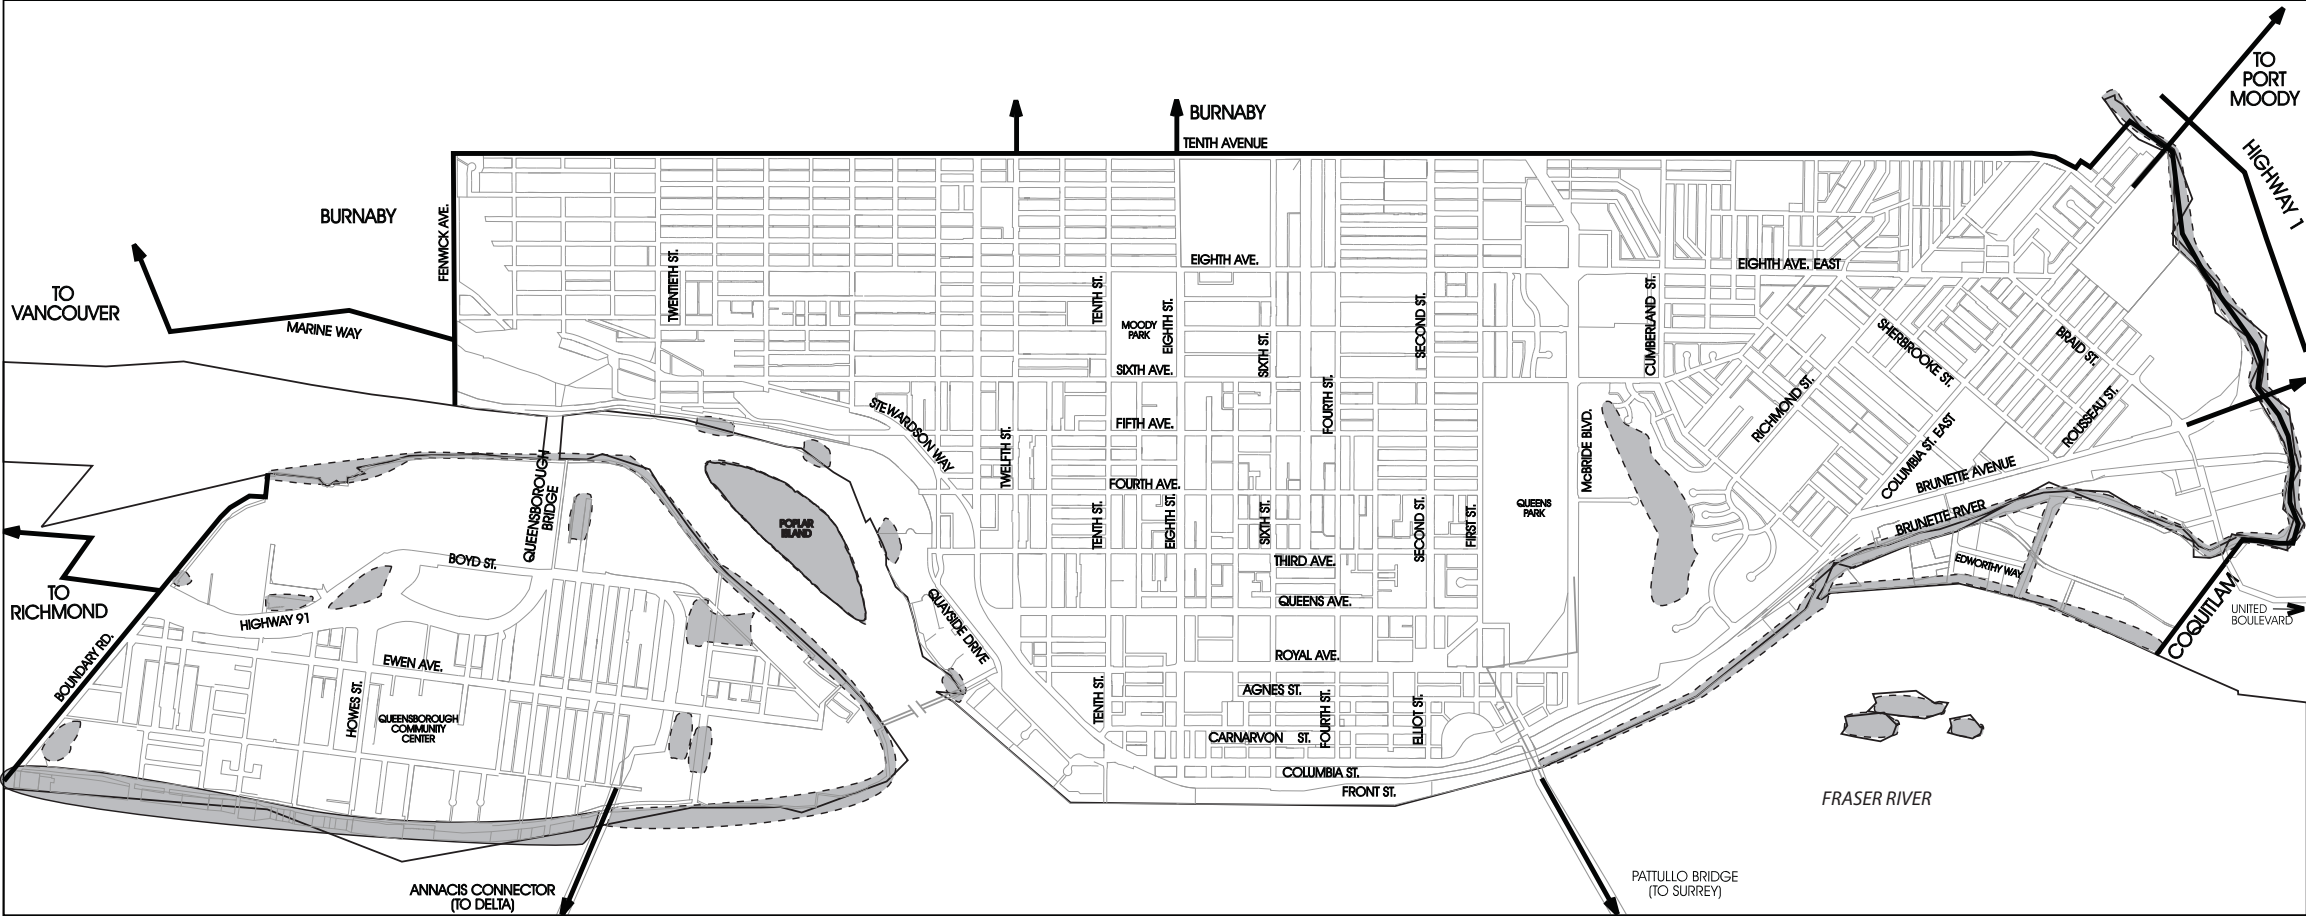 TO
PORT
MOODY
HIGHWAY 1
BURNABY
TENTH AVENUE
BURNABY
FENWICK AVE.
TO
VANCOUVER
MARINE WAY
TWENTIETH ST.
EIGHTH AVE.
EIGHTH AVE. EAST
TENTH ST.
MOODY
PARK
EIGHTH ST.
SIXTH ST.
SECOND ST.
CUMBERLAND ST.
SHERBROOKE ST.
BRAID ST.
SIXTH AVE.
STEWARDSON WAY
FIFTH AVE.
FOURTH ST.
McBRIDE BLVD.
RICHMOND ST.
COLUMBIA ST. EAST
ROUSSEAU ST.
TWELFTH ST.
QUEENSBOROUGH
BRIDGE
FOURTH AVE.
BRUNETTE AVENUE
POPLAR
ISLAND
TENTH ST.
EIGHTH ST.
SIXTH ST.
SECOND ST.
FIRST ST.
QUEENS
PARK
BRUNETTE RIVER
BOYD ST.
THIRD AVE.
EDWORTHY WAY
TO
RICHMOND
HIGHWAY 91
QUAYSIDE DRIVE
QUEENS AVE.
COQUITLAM
UNITED
BOULEVARD
BOUNDARY RD.
EWEN AVE.
ROYAL AVE.
HOWES ST.
TENTH ST.
AGNES ST.
FOURTH ST.
ELLIOT ST.
QUEENSBOROUGH
COMMUNITY
CENTER
CARNARVON ST.
COLUMBIA ST.
FRONT ST.
FRASER RIVER
ANNACIS CONNECTOR
(TO DELTA)
PATTULLO BRIDGE
(TO SURREY)